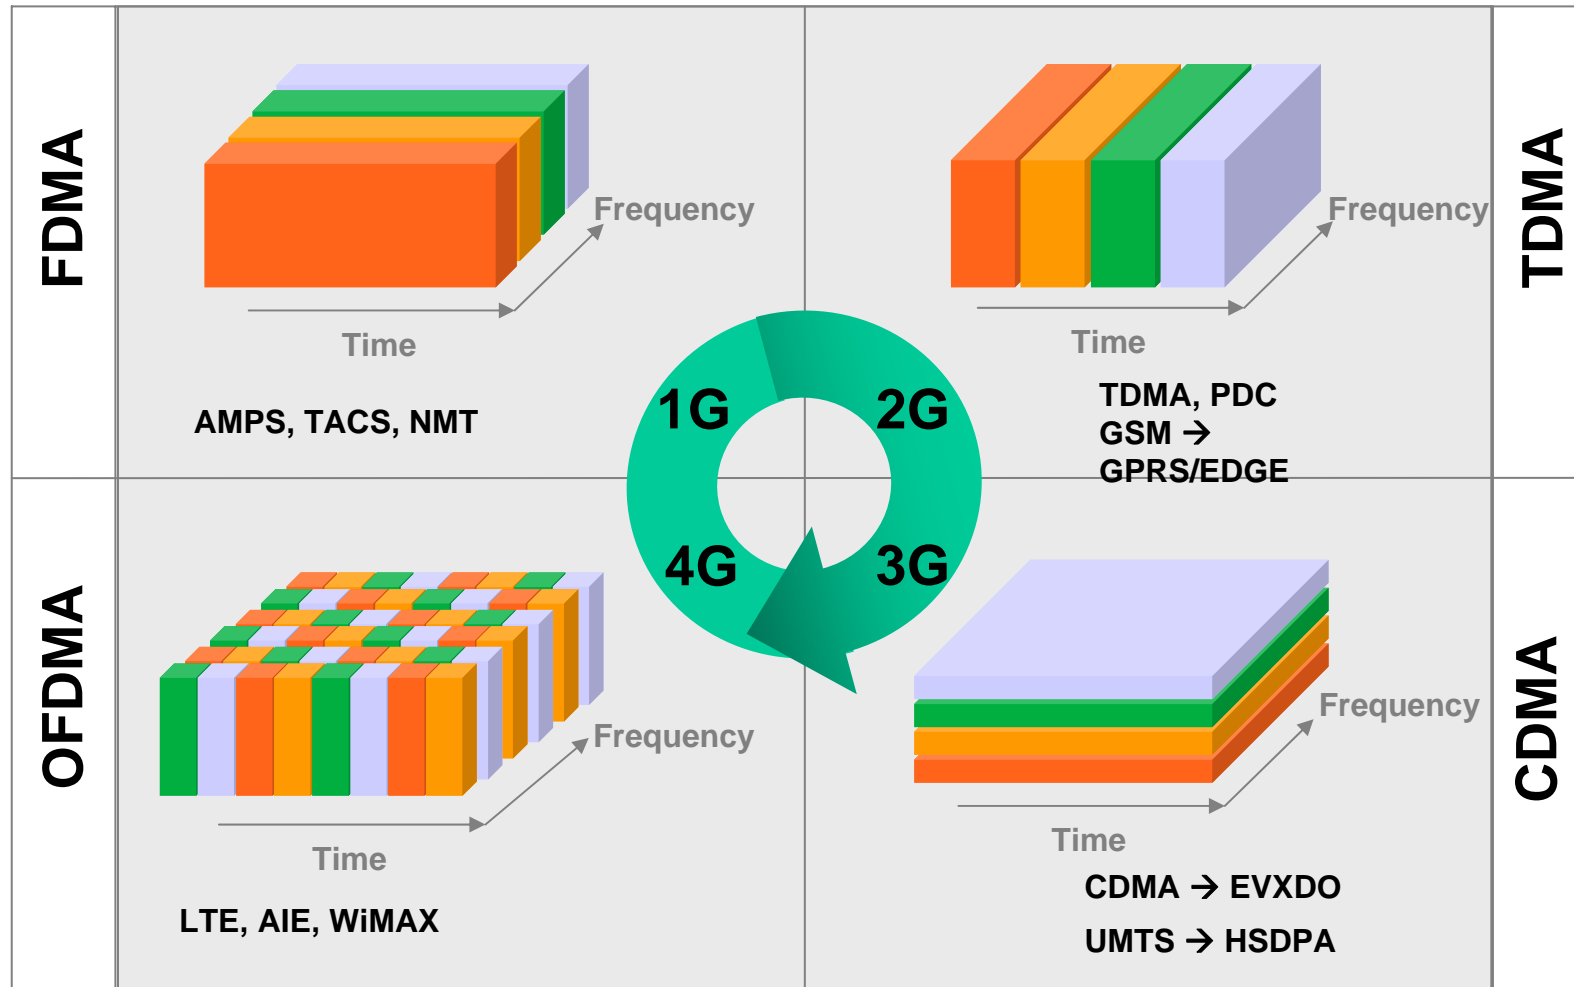 FDMA
Frequency
Time
AMPS, TACS, NMT
TDMA
Frequency
Time
TDMA, PDC
GSM →
GPRS/EDGE
1G
2G
4G
3G
OFDMA
Frequency
Time
LTE, AIE, WiMAX
CDMA
Frequency
Time
CDMA → EVXDO
UMTS → HSDPA